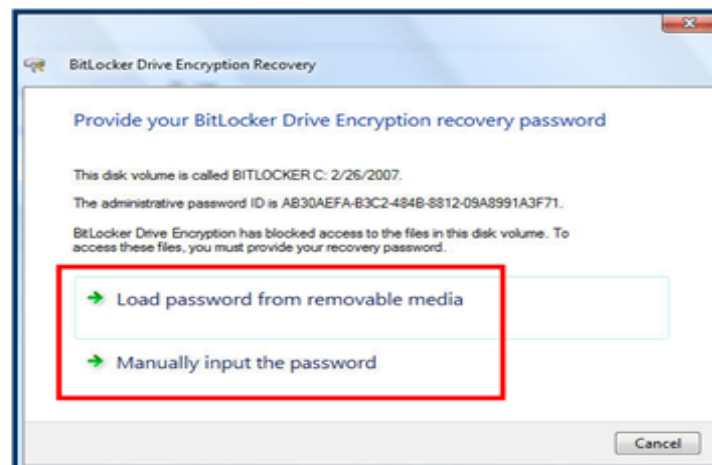 BitLocker Drive Encryption Recovery
Provide your BitLocker Drive Encryption recovery password
This disk volume is called BITLOCKER C: 2/26/2007.
The administrative password ID is AB30AEFA-B3C2-484B-8812-09A8991A3F71.
BitLocker Drive Encryption has blocked access to the files in this disk volume. To
access these files, you must provide your recovery password.
Load password from removable media
Manually input the password
Cancel